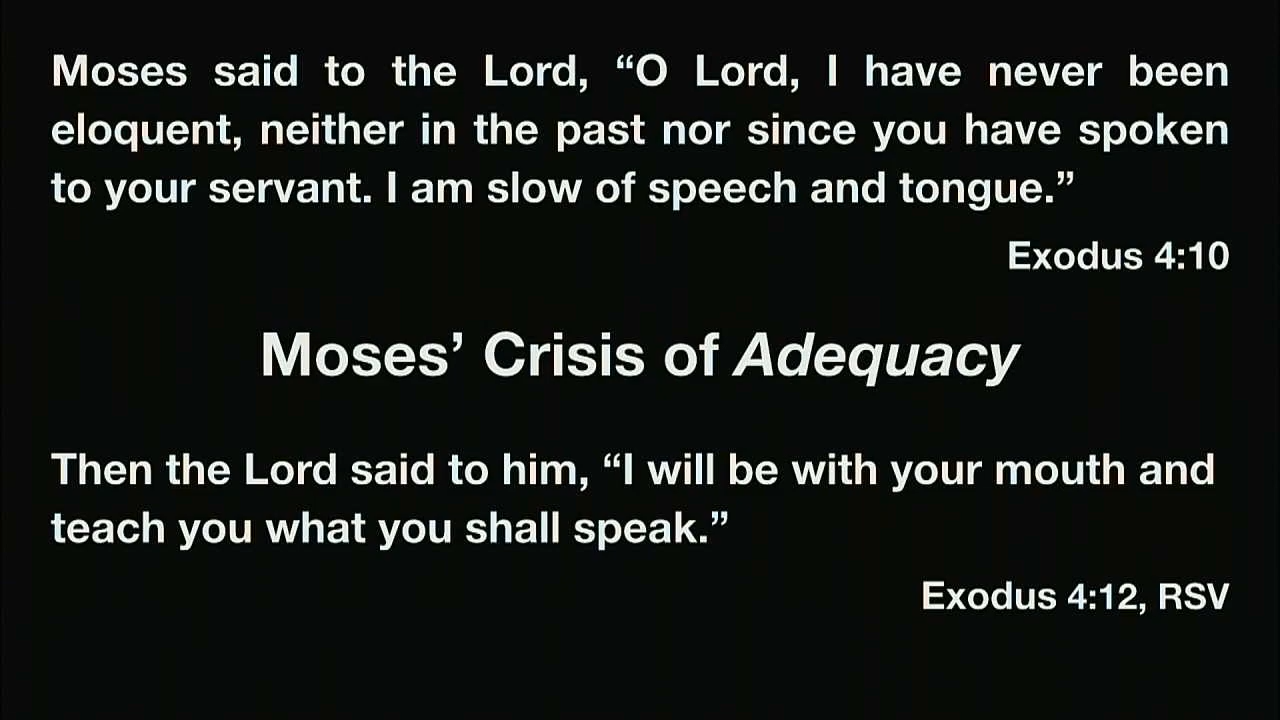 Moses said to the Lord, “O Lord, I have never been
eloquent, neither in the past nor since you have spoken
to your servant. I am slow of speech and tongue.”
Exodus 4:10
Moses’ Crisis of Adequacy
Then the Lord said to him, “I will be with your mouth and
teach you what you shall speak.”
Exodus 4:12, RSV